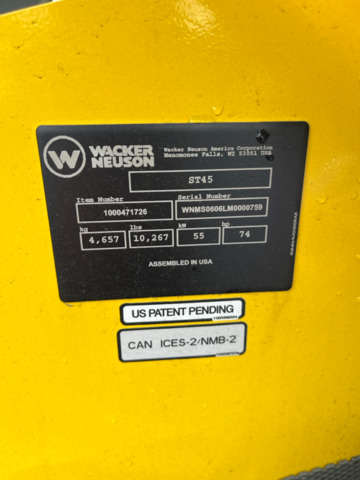 W WACKER NEUSON
Wacker Neuson America Corporation
Menomonee Falls, WI 53051 USA
ST45
Item Number Serial Number
1000471726 WNMS0606LM0000759
kg lbs kW hp
4,657 10,267 55 74
ASSEMBLED IN USA
US PATENT PENDING
CAN ICES-2/NMB-2